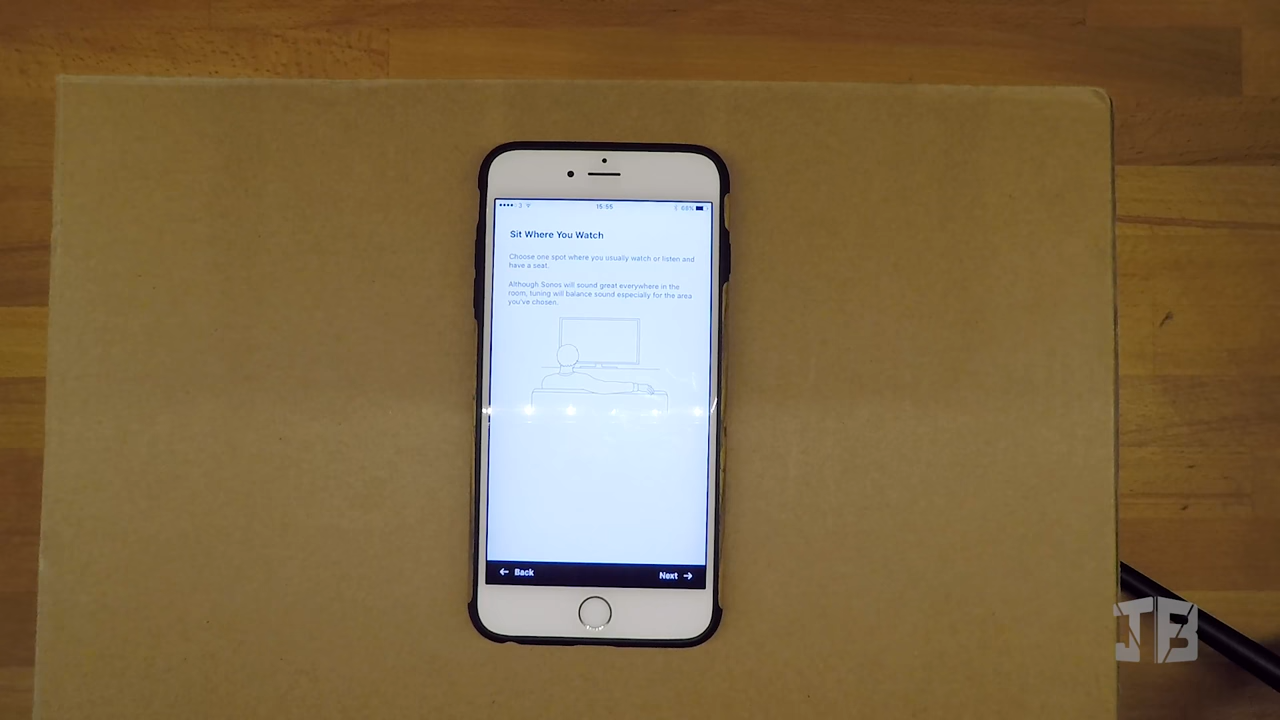 3 15:55 68%
Sit Where You Watch
Choose one spot where you usually watch or listen and
have a seat.
Although Sonos will sound great everywhere in the
room, tuning will balance sound especially for the area
you've chosen.
Back Next
JB